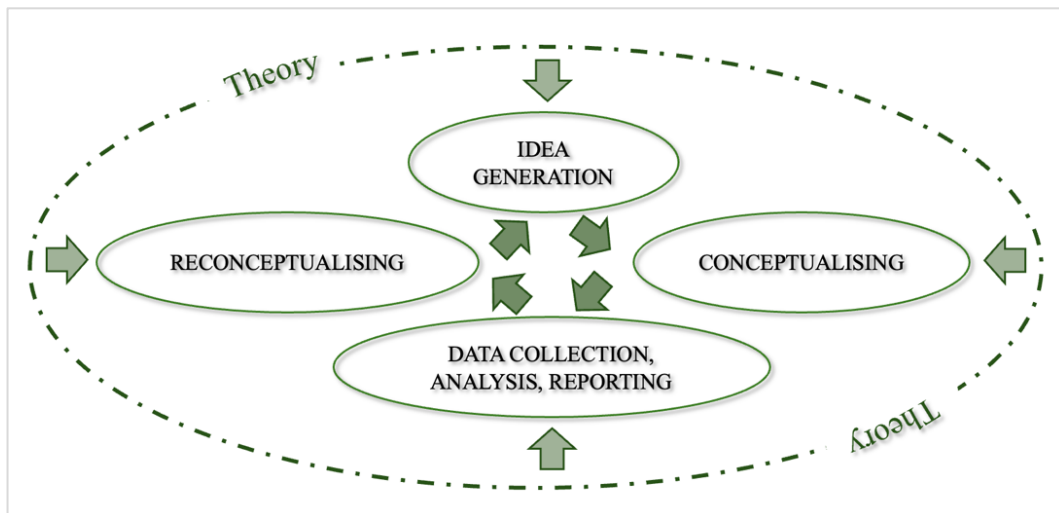 Theory
IDEA
GENERATION
RECONCEPTUALISING
CONCEPTUALISING
DATA COLLECTION,
ANALYSIS, REPORTING
Theory